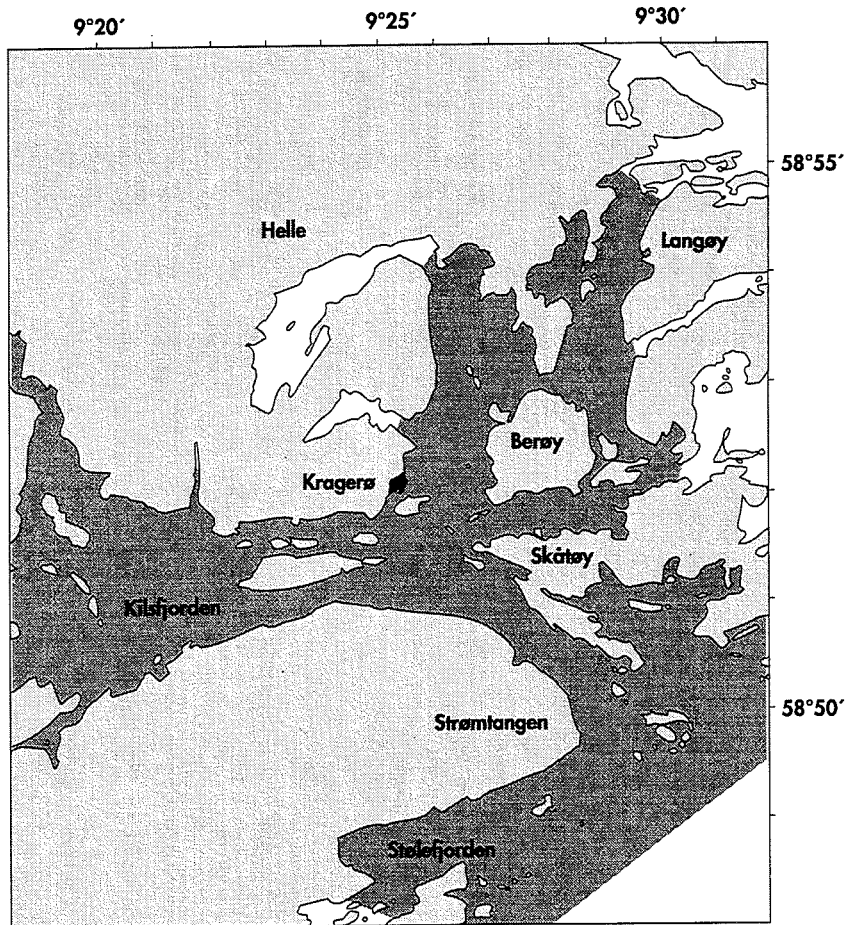 9°20′ 9°25′ 9°30′
58°55′
Helle
Langøy
Berøy
Kragerø
Skåtøy
Kilsfjorden
58°50′
Strømtangen
Stølefjorden